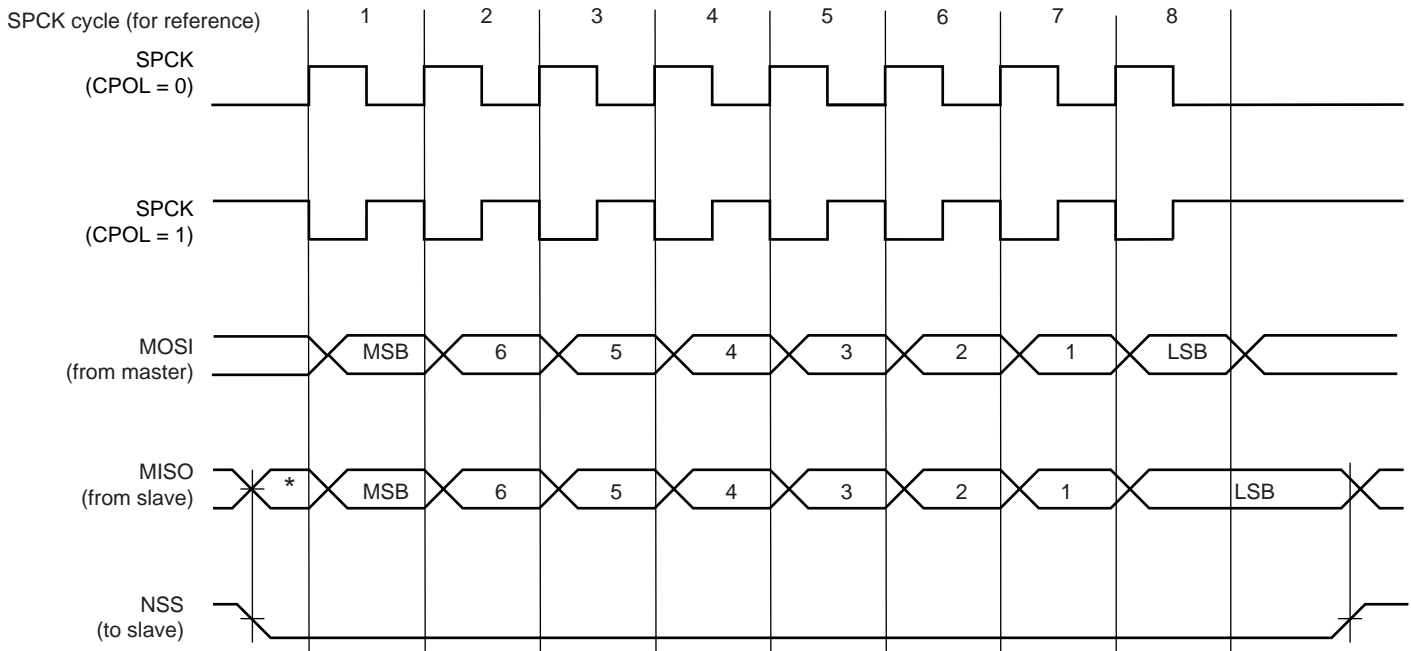 SPCK cycle (for reference) 1 2 3 4 5 6 7 8
SPCK
(CPOL = 0)
SPCK
(CPOL = 1)
MOSI
(from master)
MSB 6 5 4 3 2 1 LSB
MISO
(from slave)
* MSB 6 5 4 3 2 1 LSB
NSS
(to slave)